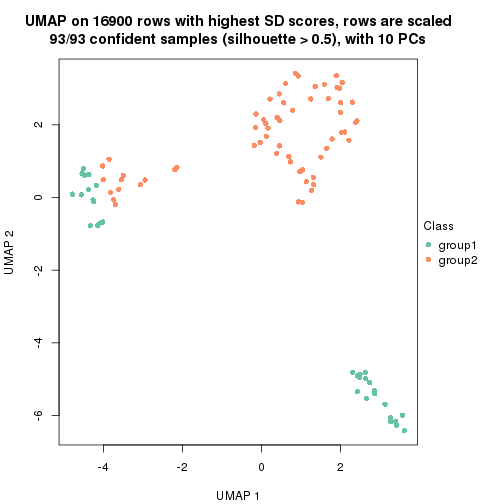 UMAP on 16900 rows with highest SD scores, rows are scaled
93/93 confident samples (silhouette > 0.5), with 10 PCs
2
0
-2
-4
-6
UMAP 2
-4
-2
0
2
UMAP 1
Class
group1
group2